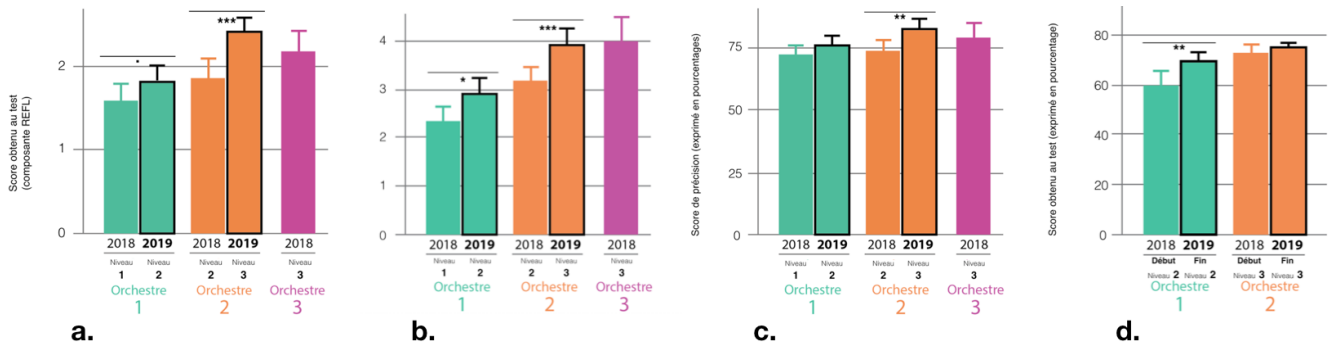 Score obtenu au test
(composante REFL)
2
1
0
.
***
2018 2019 2018 2019 2018
Niveau Niveau Niveau Niveau Niveau
1 2 2 3 3
Orchestre Orchestre Orchestre
1 2 3
a.
4
3
2
1
0
*
***
2018 2019 2018 2019 2018
Niveau Niveau Niveau Niveau Niveau
1 2 2 3 3
Orchestre Orchestre Orchestre
1 2 3
b.
Score de précision (exprimé en pourcentages)
75
50
25
0
**
2018 2019 2018 2019 2018
Niveau Niveau Niveau Niveau Niveau
1 2 2 3 3
Orchestre Orchestre Orchestre
1 2 3
c.
Score obtenu au test (exprimé en pourcentage)
80
60
40
20
0
**
2018 2019 2018 2019
Début Fin Début Fin
Niveau 2 Niveau 2 Niveau 3 Niveau 3
Orchestre Orchestre
1 2
d.